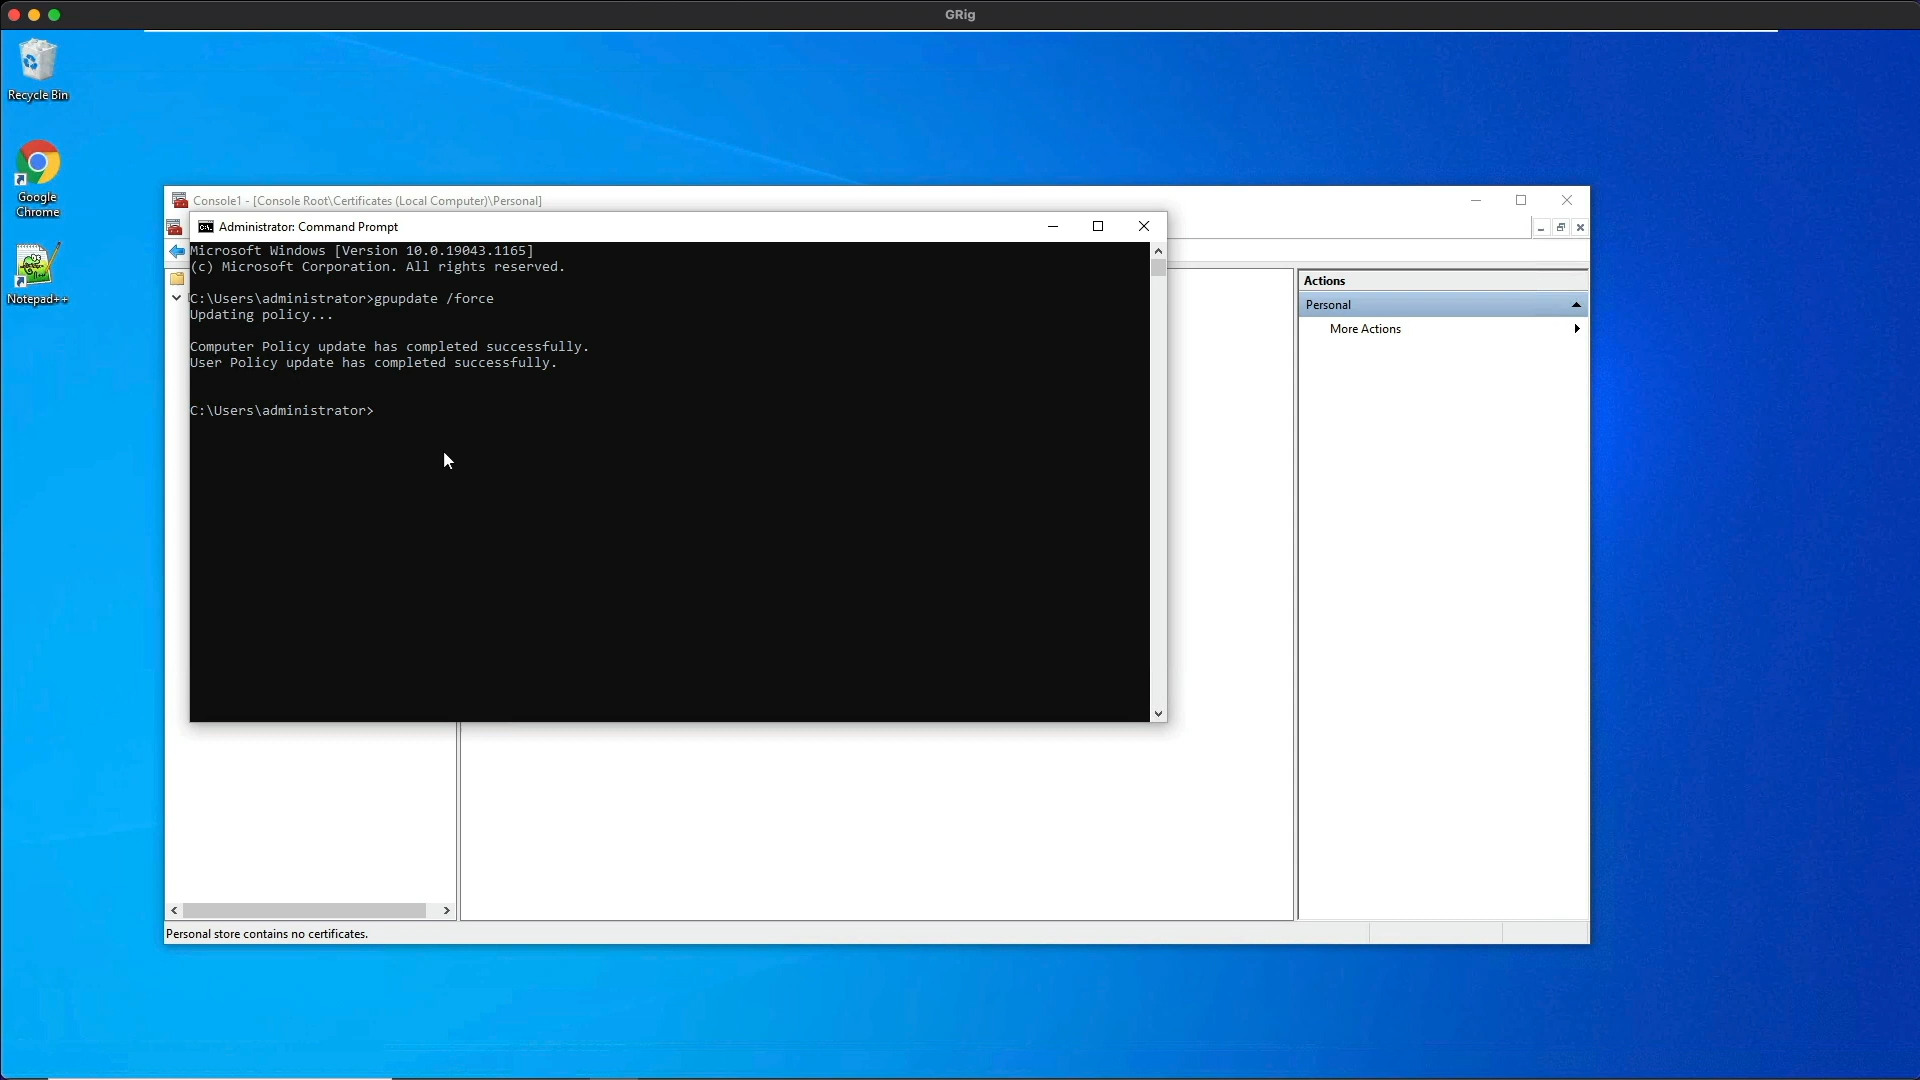 GRig
Recycle Bin
Google
Chrome
Notepad++
Console1 - [Console Root\Certificates (Local Computer)\Personal]
Administrator: Command Prompt
Microsoft Windows [Version 10.0.19043.1165]
(c) Microsoft Corporation. All rights reserved.
C:\Users\administrator>gpupdate /force
Updating policy...
Computer Policy update has completed successfully.
User Policy update has completed successfully.
C:\Users\administrator>
Actions
Personal
More Actions
Personal store contains no certificates.